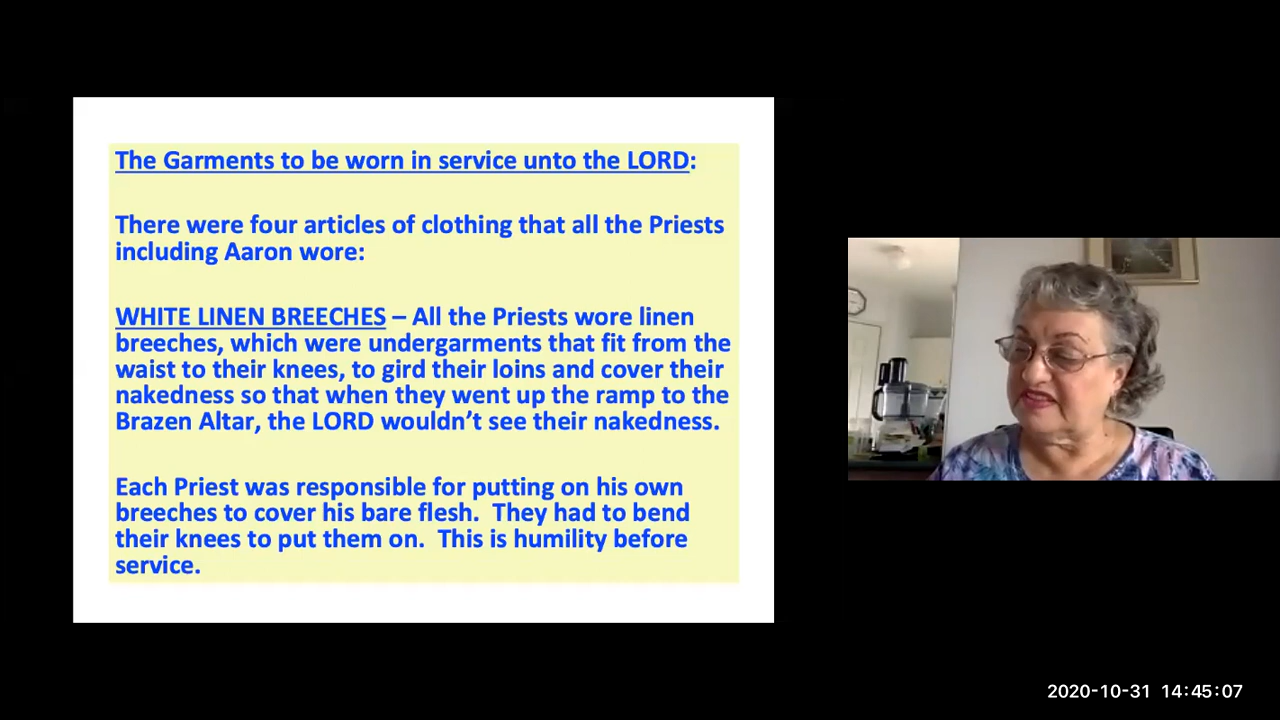 The Garments to be worn in service unto the LORD:
There were four articles of clothing that all the Priests
including Aaron wore:
WHITE LINEN BREECHES – All the Priests wore linen
breeches, which were undergarments that fit from the
waist to their knees, to gird their loins and cover their
nakedness so that when they went up the ramp to the
Brazen Altar, the LORD wouldn’t see their nakedness.
Each Priest was responsible for putting on his own
breeches to cover his bare flesh.  They had to bend
their knees to put them on.  This is humility before
service.
2020-10-31 14:45:07